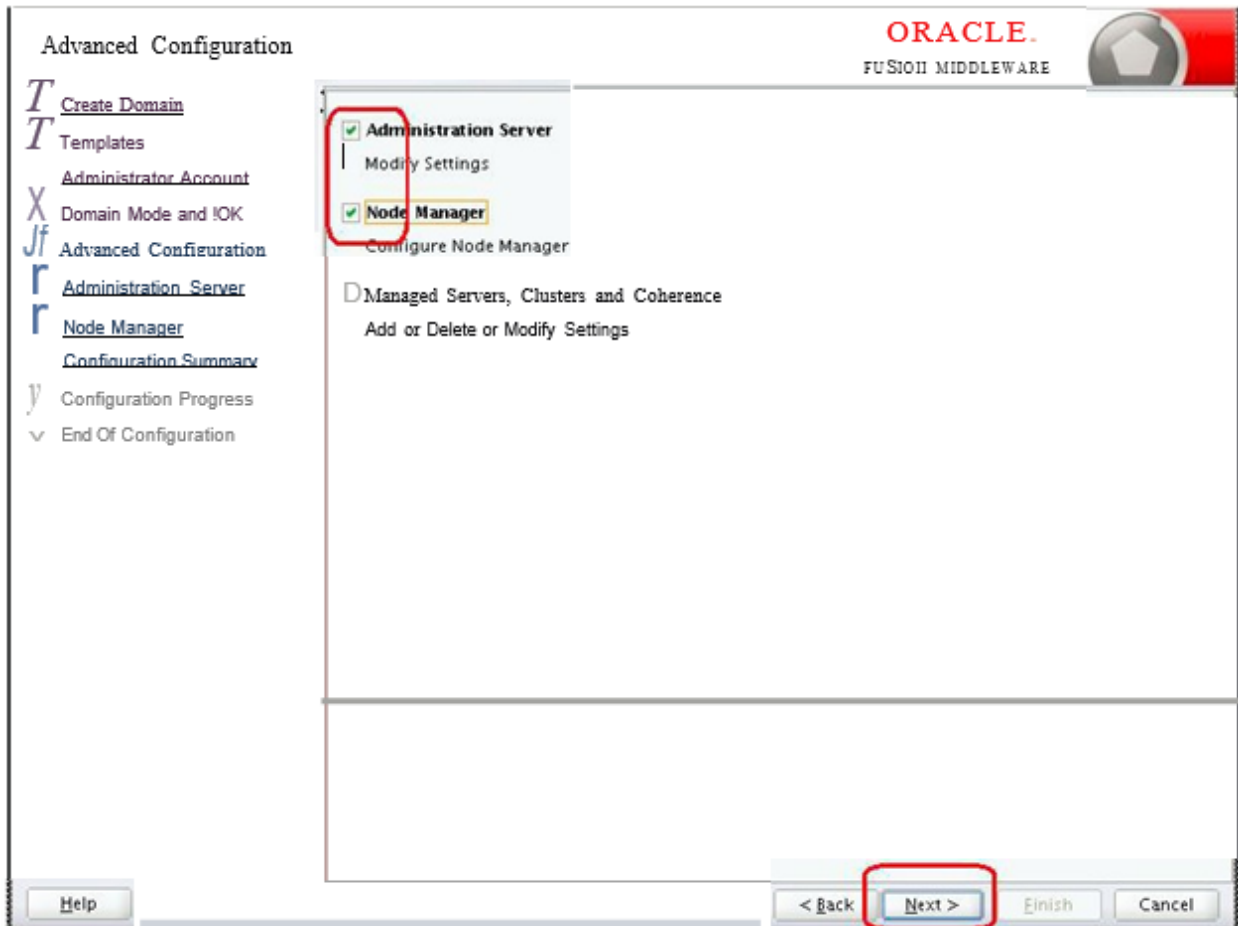 Advanced Configuration
ORACLE
FUSIOII MIDDLEWARE
T Create Domain
T Templates
Administrator Account
X Domain Mode and !OK
Jf Advanced Configuration
r Administration Server
r Node Manager
Configuration Summary
y Configuration Progress
v End Of Configuration
Administration Server
Modify Settings
Node Manager
Configure Node Manager
D Managed Servers, Clusters and Coherence
Add or Delete or Modify Settings
Help
< Back
Next >
Finish
Cancel